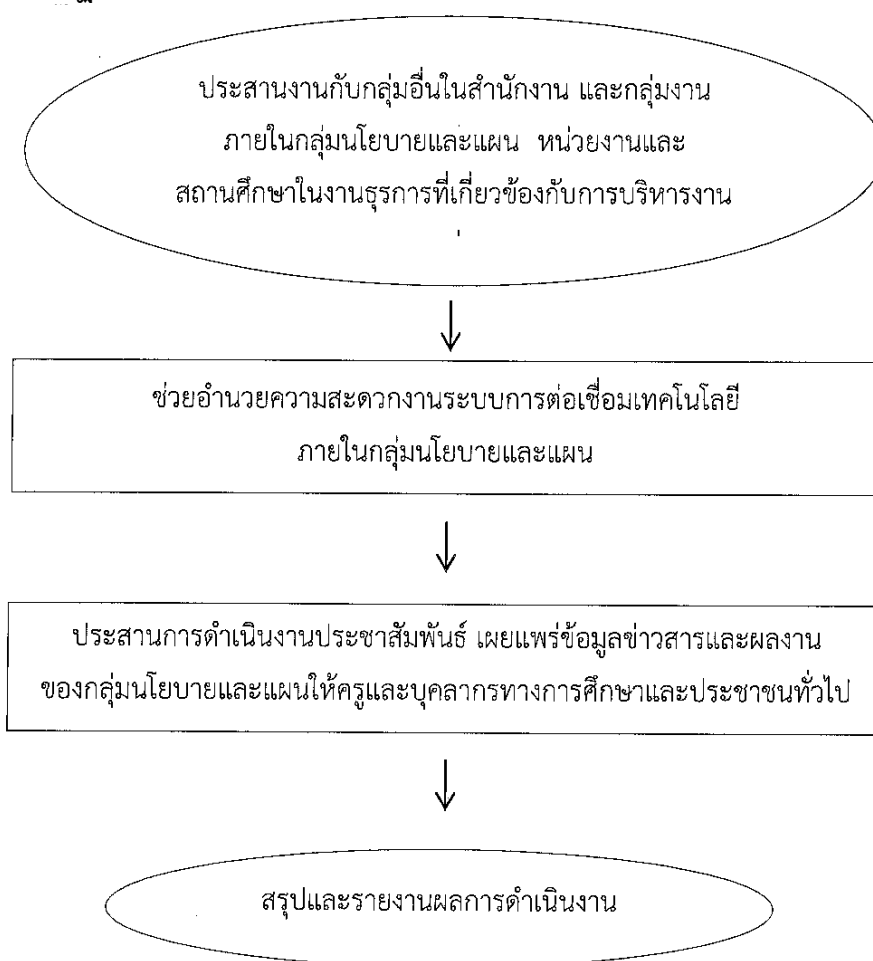 ประสานงานกับกลุ่มอื่นในสำนักงาน และกลุ่มงาน
ภายในกลุ่มนโยบายและแผน หน่วยงานและ
สถานศึกษาในงานธุรการที่เกี่ยวข้องกับการบริหารงาน
ช่วยอำนวยความสะดวกงานระบบการต่อเชื่อมเทคโนโลยี
ภายในกลุ่มนโยบายและแผน
ประสานการดำเนินงานประชาสัมพันธ์ เผยแพร่ข้อมูลข่าวสารและผลงาน
ของกลุ่มนโยบายและแผนให้ครูและบุคลากรทางการศึกษาและประชาชนทั่วไป
สรุปและรายงานผลการดำเนินงาน